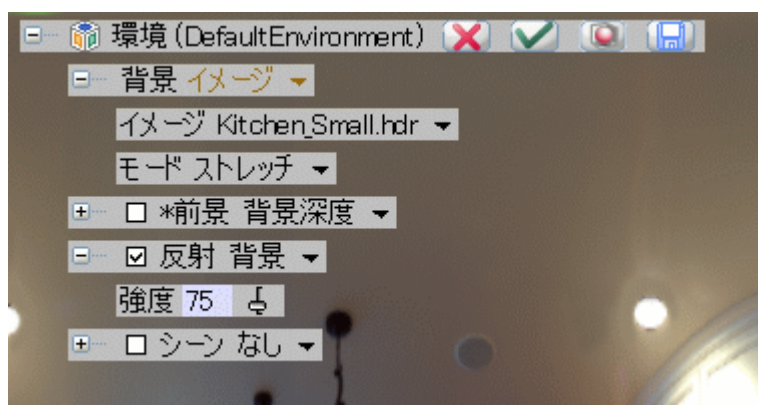 環境 (DefaultEnvironment)
背景 イメージ
イメージ Kitchen_Small.hdr
モード ストレッチ
*前景 背景深度
反射 背景
強度 75
シーン なし